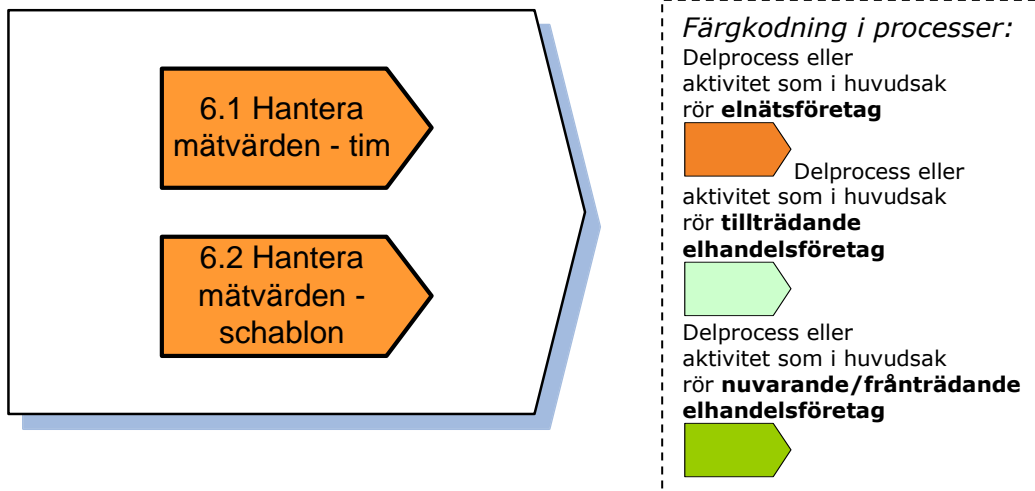 6.1 Hantera
mätvärden - tim
6.2 Hantera
mätvärden -
schablon
Färgkodning i processer:
Delprocess eller
aktivitet som i huvudsak
rör elnätsföretag
Delprocess eller
aktivitet som i huvudsak
rör tillträdande
elhandelsföretag
Delprocess eller
aktivitet som i huvudsak
rör nuvarande/frånträdande
elhandelsföretag